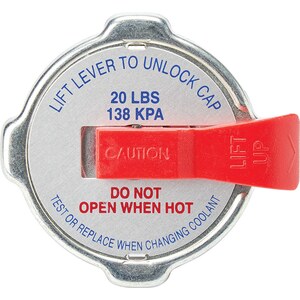 LIFT LEVER TO UNLOCK CAP
20 LBS
138 KPA
CAUTION
LIFT
UP
DO NOT
OPEN WHEN HOT
TEST OR REPLACE WHEN CHANGING COOLANT